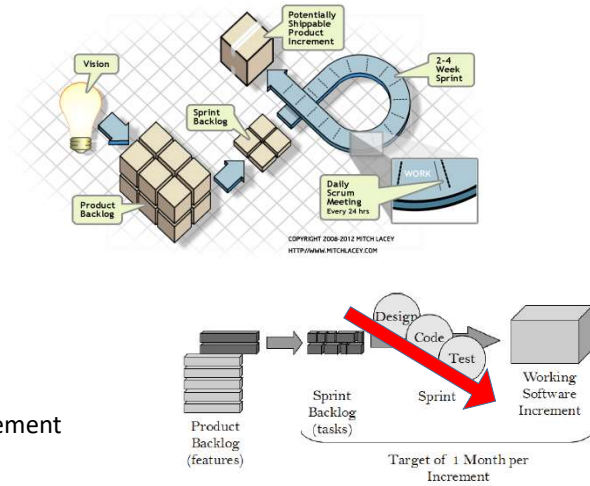 Potentially
Shippable
Product
Increment
Vision
2-4
Week
Sprint
Sprint
Backlog
WORK
Product
Backlog
Daily
Scrum
Meeting
Every 24 hrs
COPYRIGHT 2008-2012 MITCH LACEY
HTTP://WWW.MITCHLACEY.COM
Design
Code
Test
Sprint
Backlog
(tasks)
Sprint
Working
Software
Increment
ement
Product
Backlog
(features)
Target of 1 Month per
Increment